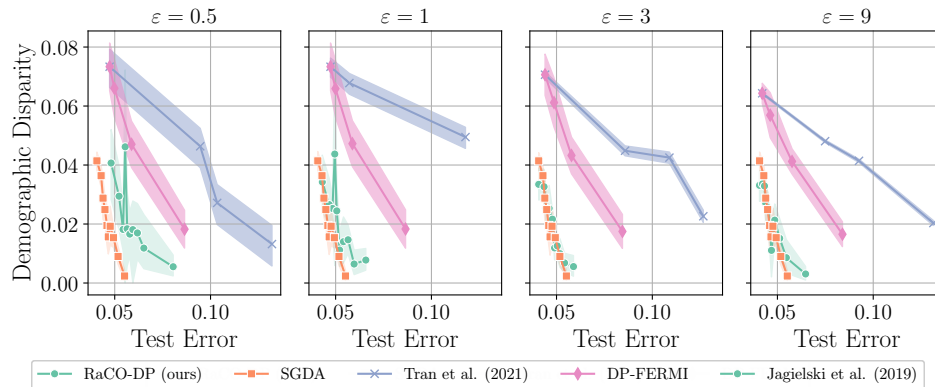 ε = 0.5 ε = 1 ε = 3 ε = 9
0.08
0.06
0.04
0.02
0.00
Demographic Disparity
0.05 0.10 0.05 0.10 0.05 0.10 0.05 0.10
Test Error Test Error Test Error Test Error
RaCO-DP (ours) SGDA Tran et al. (2021) DP-FERMI Jagielski et al. (2019)